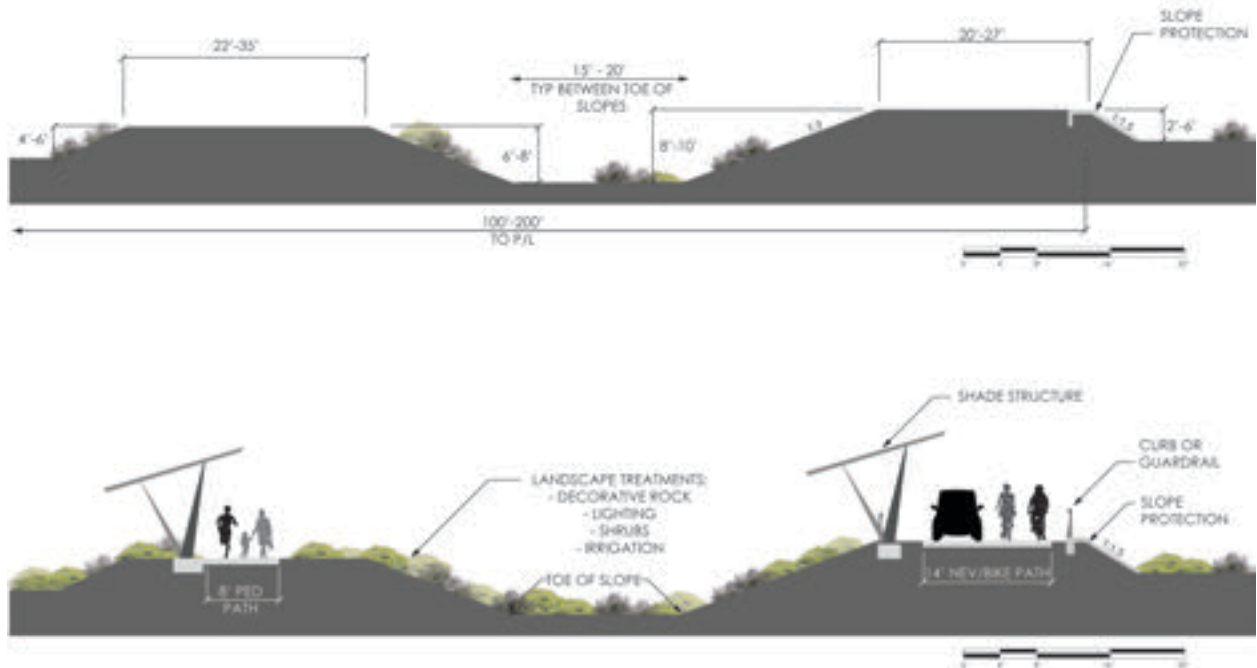 SLOPE
PROTECTION
22'-35'
20'-27'
15' - 20'
TYP BETWEEN TOE OF
SLOPES
4'-6'
6'-8'
8'-10'
2'-6'
100'-200'
TO P/L
SHADE STRUCTURE
CURB OR
GUARDRAIL
LANDSCAPE TREATMENTS:
- DECORATIVE ROCK
- LIGHTING
- SHRUBS
- IRRIGATION
SLOPE
PROTECTION
TOE OF SLOPE
8' PED
PATH
14' NEV/BIKE PATH